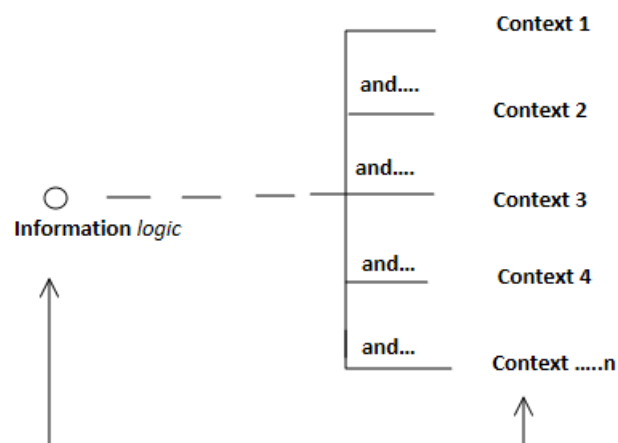 Context 1
and....
Context 2
and....
Context 3
Information logic
and...
Context 4
and...
Context .....n